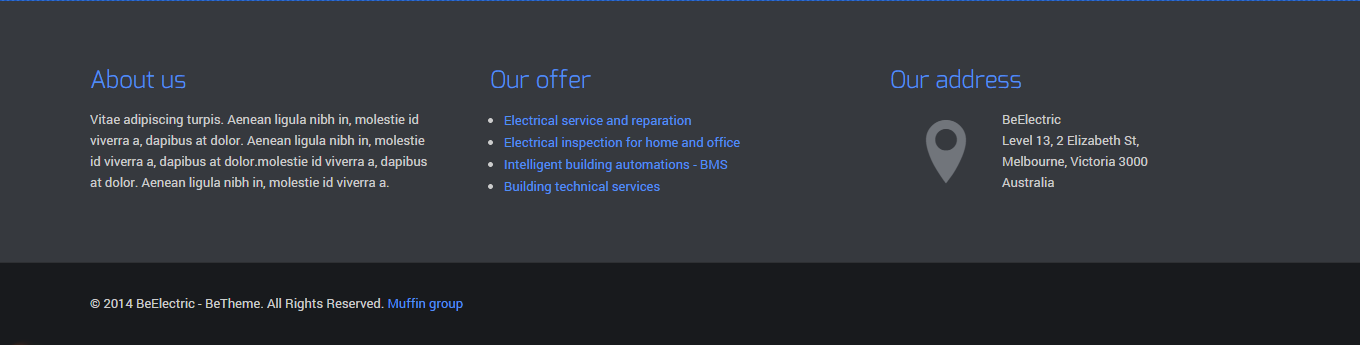 About us
Vitae adipiscing turpis. Aenean ligula nibh in, molestie id
viverra a, dapibus at dolor. Aenean ligula nibh in, molestie
id viverra a, dapibus at dolor.molestie id viverra a, dapibus
at dolor. Aenean ligula nibh in, molestie id viverra a.
Our offer
Electrical service and reparation
Electrical inspection for home and office
Intelligent building automations - BMS
Building technical services
Our address
BeElectric
Level 13, 2 Elizabeth St,
Melbourne, Victoria 3000
Australia
© 2014 BeElectric - BeTheme. All Rights Reserved. Muffin group